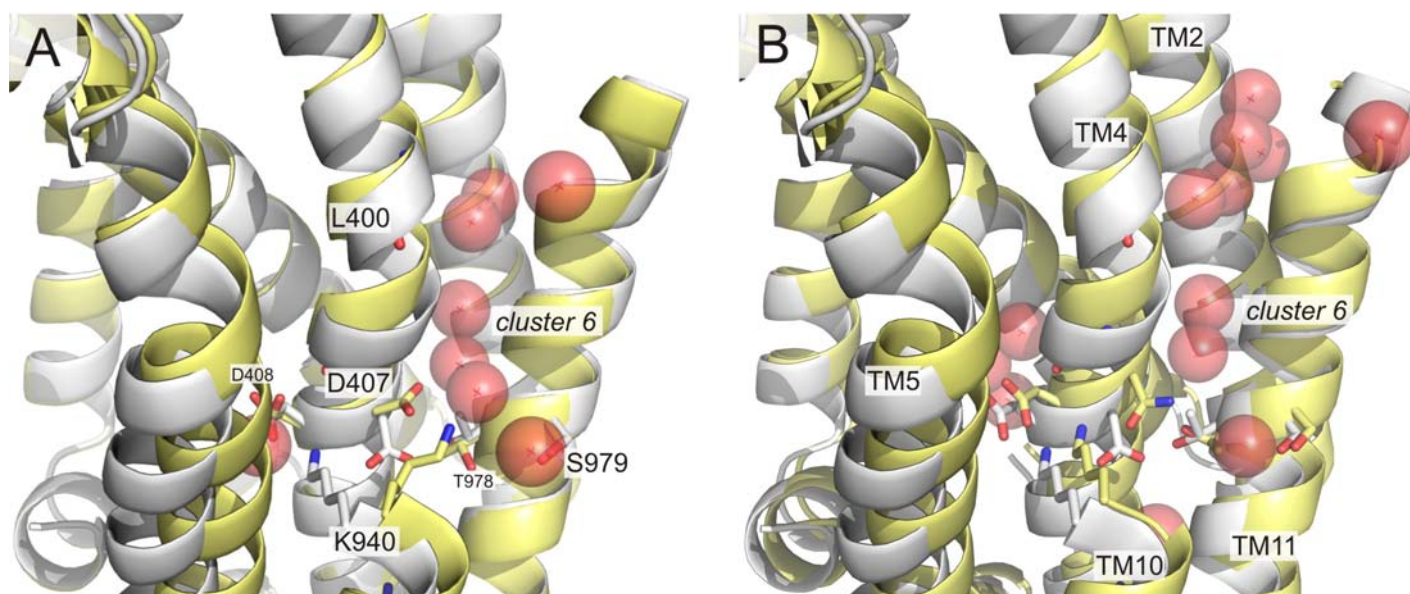 A
L400
cluster 6
D408
D407
T978
S979
K940
B
TM2
TM4
cluster 6
TM5
TM10
TM11